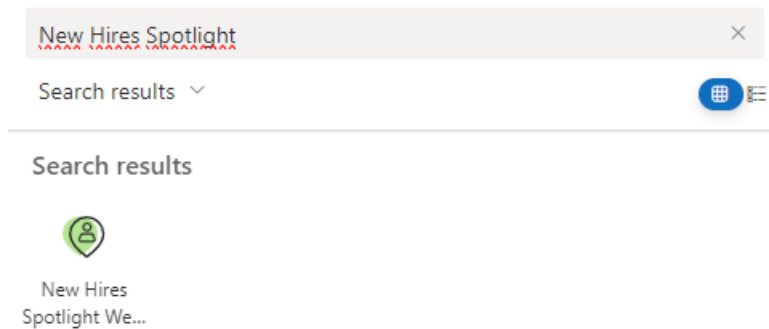 New Hires Spotlight
Search results
Search results
New Hires
Spotlight We...